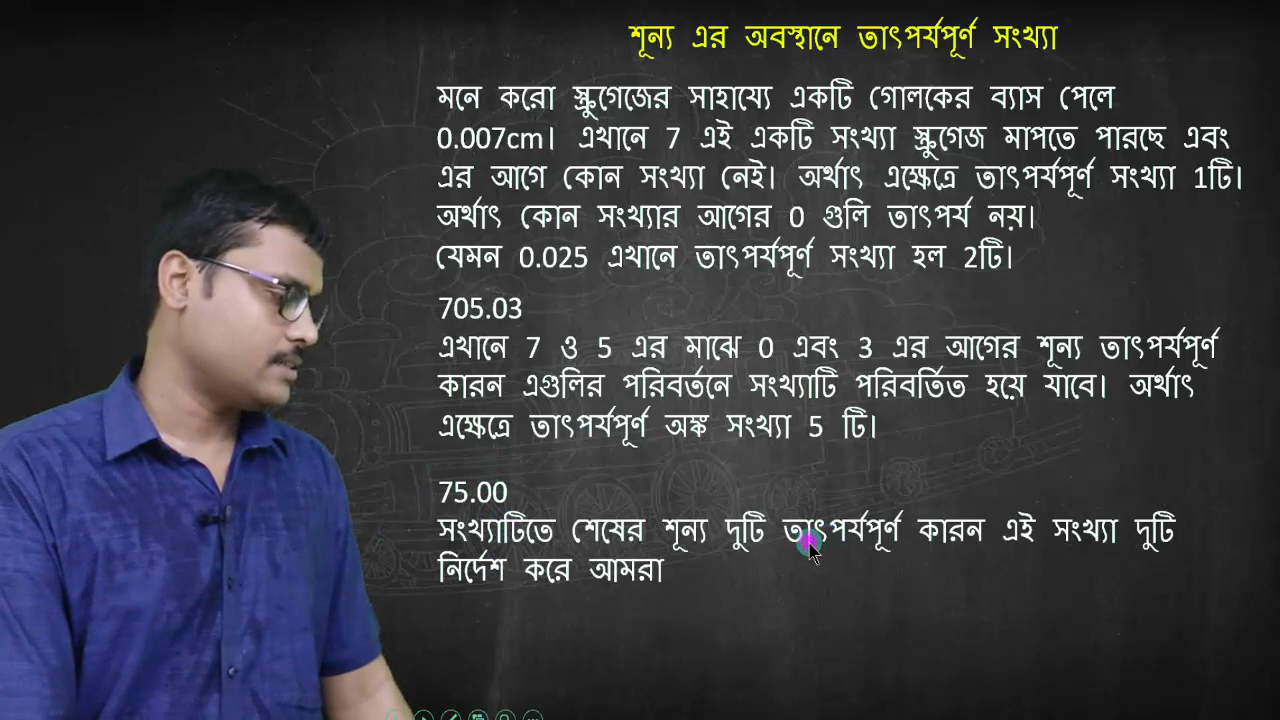 শূন্য এর অবস্থানে তাৎপর্যপূর্ণ সংখ্যা
মনে করো স্ক্রুগেজের সাহায্যে একটি গোলকের ব্যাস পেলে
0.007cm। এখানে 7 এই একটি সংখ্যা স্ক্রুগেজ মাপতে পারছে এবং
এর আগে কোন সংখ্যা নেই। অর্থাৎ এক্ষেত্রে তাৎপর্যপূর্ণ সংখ্যা 1টি।
অর্থাৎ কোন সংখ্যার আগের 0 গুলি তাৎপর্য নয়।
যেমন 0.025 এখানে তাৎপর্যপূর্ণ সংখ্যা হল 2টি।
705.03
এখানে 7 ও 5 এর মাঝে 0 এবং 3 এর আগের শূন্য তাৎপর্যপূর্ণ
কারন এগুলির পরিবর্তনে সংখ্যাটি পরিবর্তিত হয়ে যাবে। অর্থাৎ
এক্ষেত্রে তাৎপর্যপূর্ণ অঙ্ক সংখ্যা 5 টি।
75.00
সংখ্যাটিতে শেষের শূন্য দুটি তাৎপর্যপূর্ণ কারন এই সংখ্যা দুটি
নির্দেশ করে আমরা